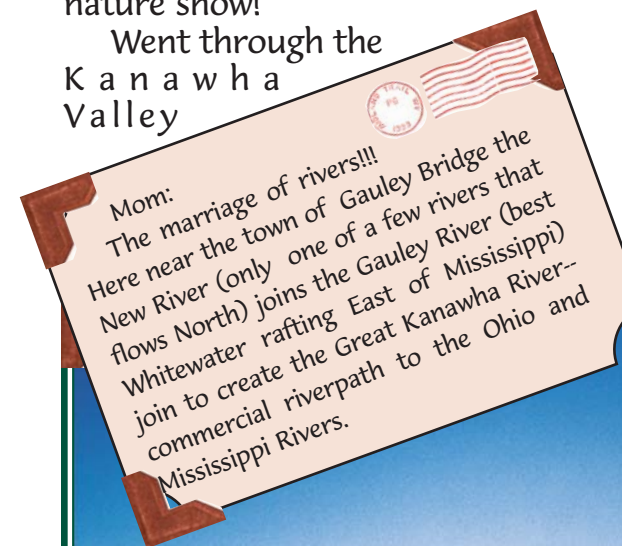 nature show!
Went through the
Kanawha
Valley
Mom:
The marriage of rivers!!!
Here near the town of Gauley Bridge the
New River (only one of a few rivers that
flows North) joins the Gauley River (best
Whitewater rafting East of Mississippi)
join to create the Great Kanawha River--
commercial riverpath to the Ohio and
Mississippi Rivers.